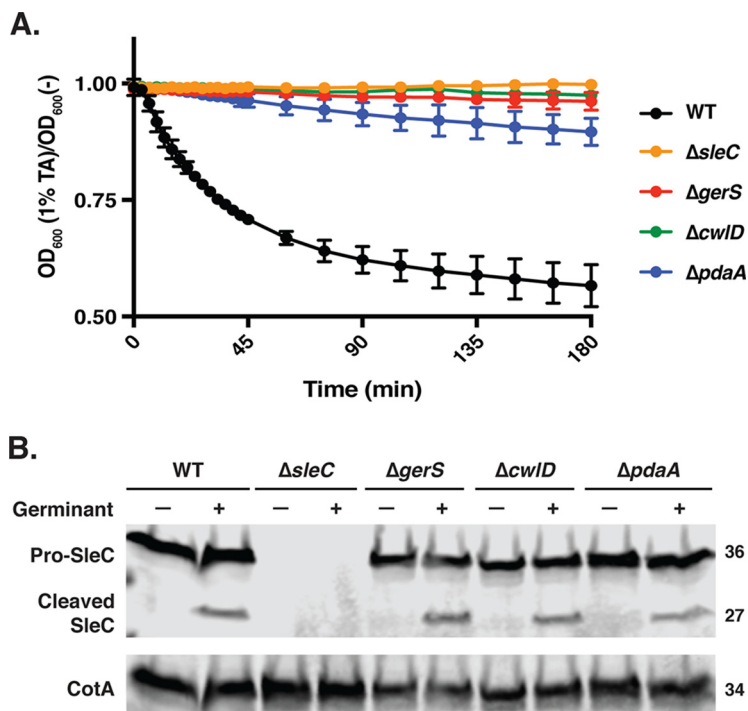 A.
OD600 (1% TA)/OD600(-)
1.00
0.75
0.50
0
45
90
135
180
Time (min)
WT
ΔsleC
ΔgerS
ΔcwlD
ΔpdaA
B.
WT ΔsleC ΔgerS ΔcwlD ΔpdaA
Germinant – + – + – + – + – +
Pro-SleC 36
Cleaved
SleC 27
CotA 34